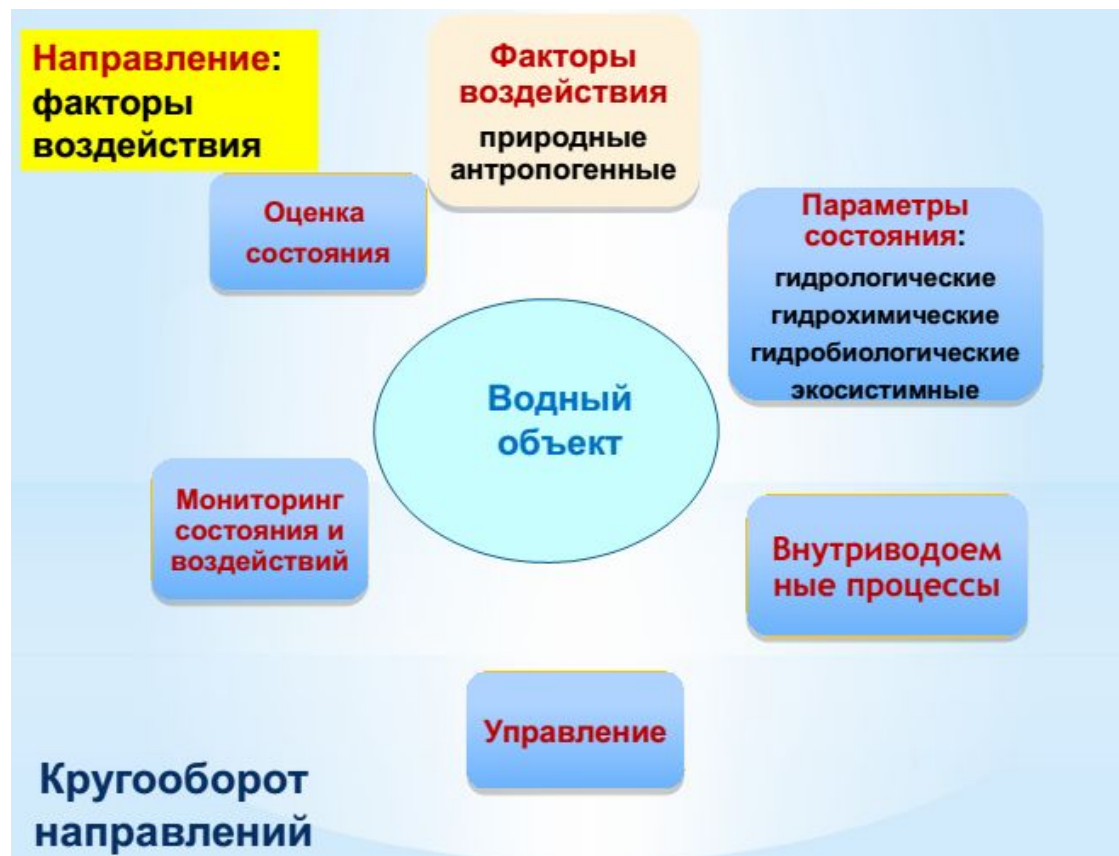 Направление:
факторы
воздействия
Факторы
воздействия
природные
антропогенные
Оценка
состояния
Параметры
состояния:
гидрологические
гидрохимические
гидробиологические
экосистимные
Водный
объект
Мониторинг
состояния и
воздействий
Внутриводоем
ные процессы
Управление
Кругооборот
направлений